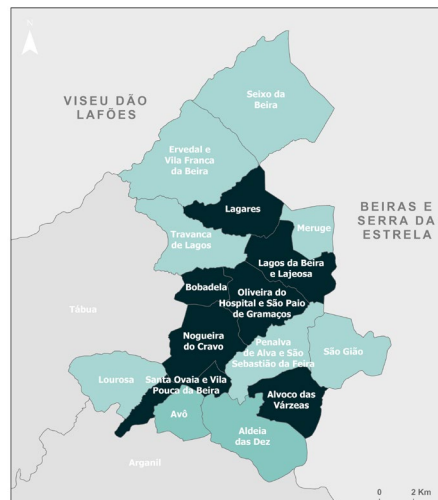 N
Seixo da
Beira
VISEU DÃO
LAFÕES
Ervedal e
Vila Franca
da Beira
Lagares
BEIRAS E
SERRA DA
ESTRELA
Meruge
Travanca
de Lagos
Lagos da Beira
e Lajeosa
Bobadela
Oliveira do
Hospital e São Paio
de Gramaços
Tábua
Nogueira
do Cravo
Penalva
de Alva e São
Sebastião da Feira
São Gião
Lourosa
Santa Ovaia e Vila
Pouca da Beira
Alvoco das
Várzeas
Avô
Aldeia
das Dez
Arganil
0 2 Km